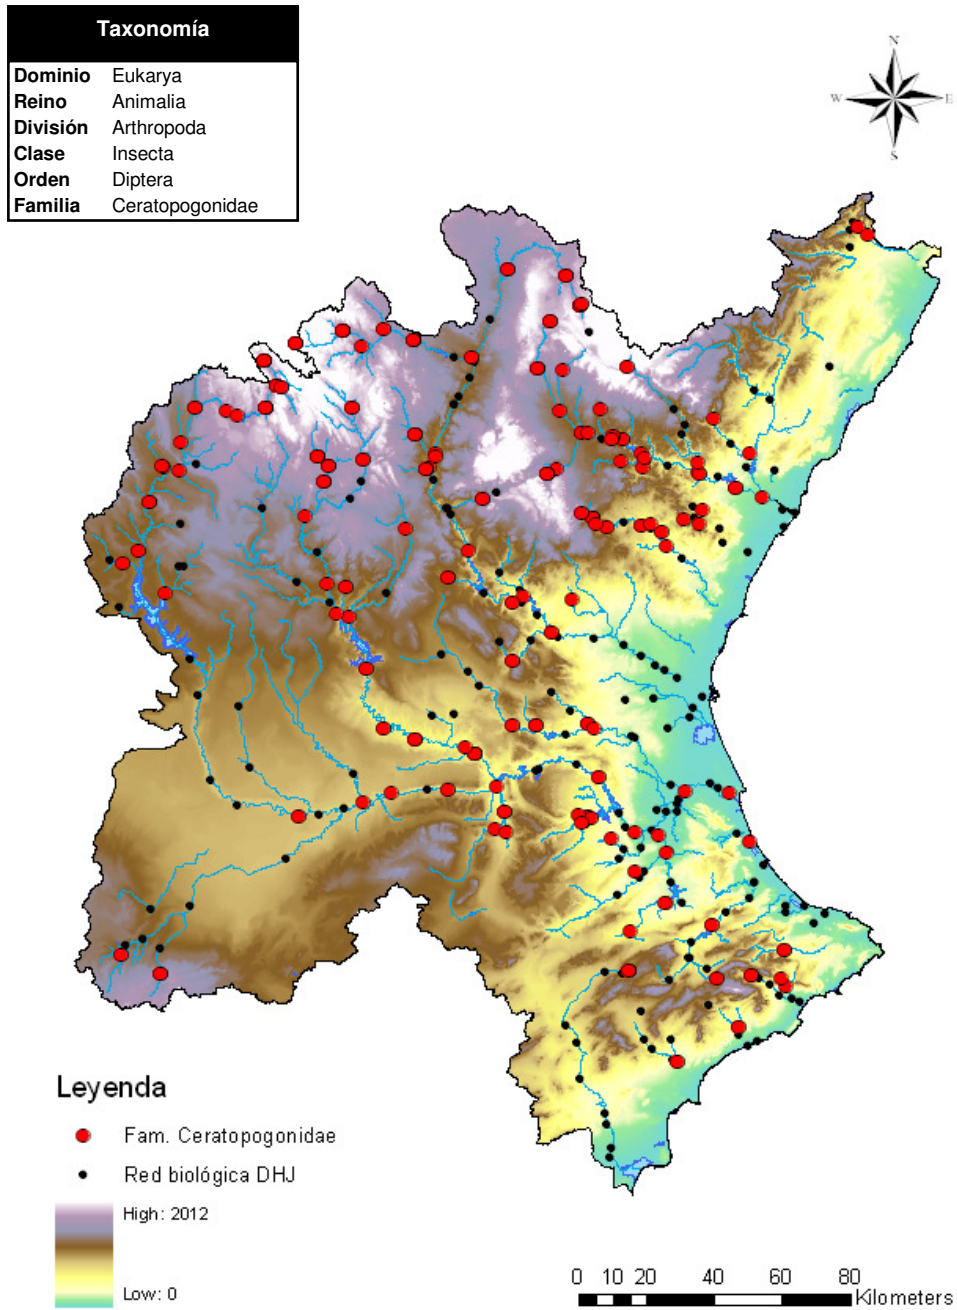 Taxonomía
Dominio Eukarya
Reino Animalia
División Arthropoda
Clase Insecta
Orden Diptera
Familia Ceratopogonidae
N
W E
S
Leyenda
Fam. Ceratopogonidae
Red biológica DHJ
High: 2012
Low: 0
0 10 20 40 60 80
Kilometers